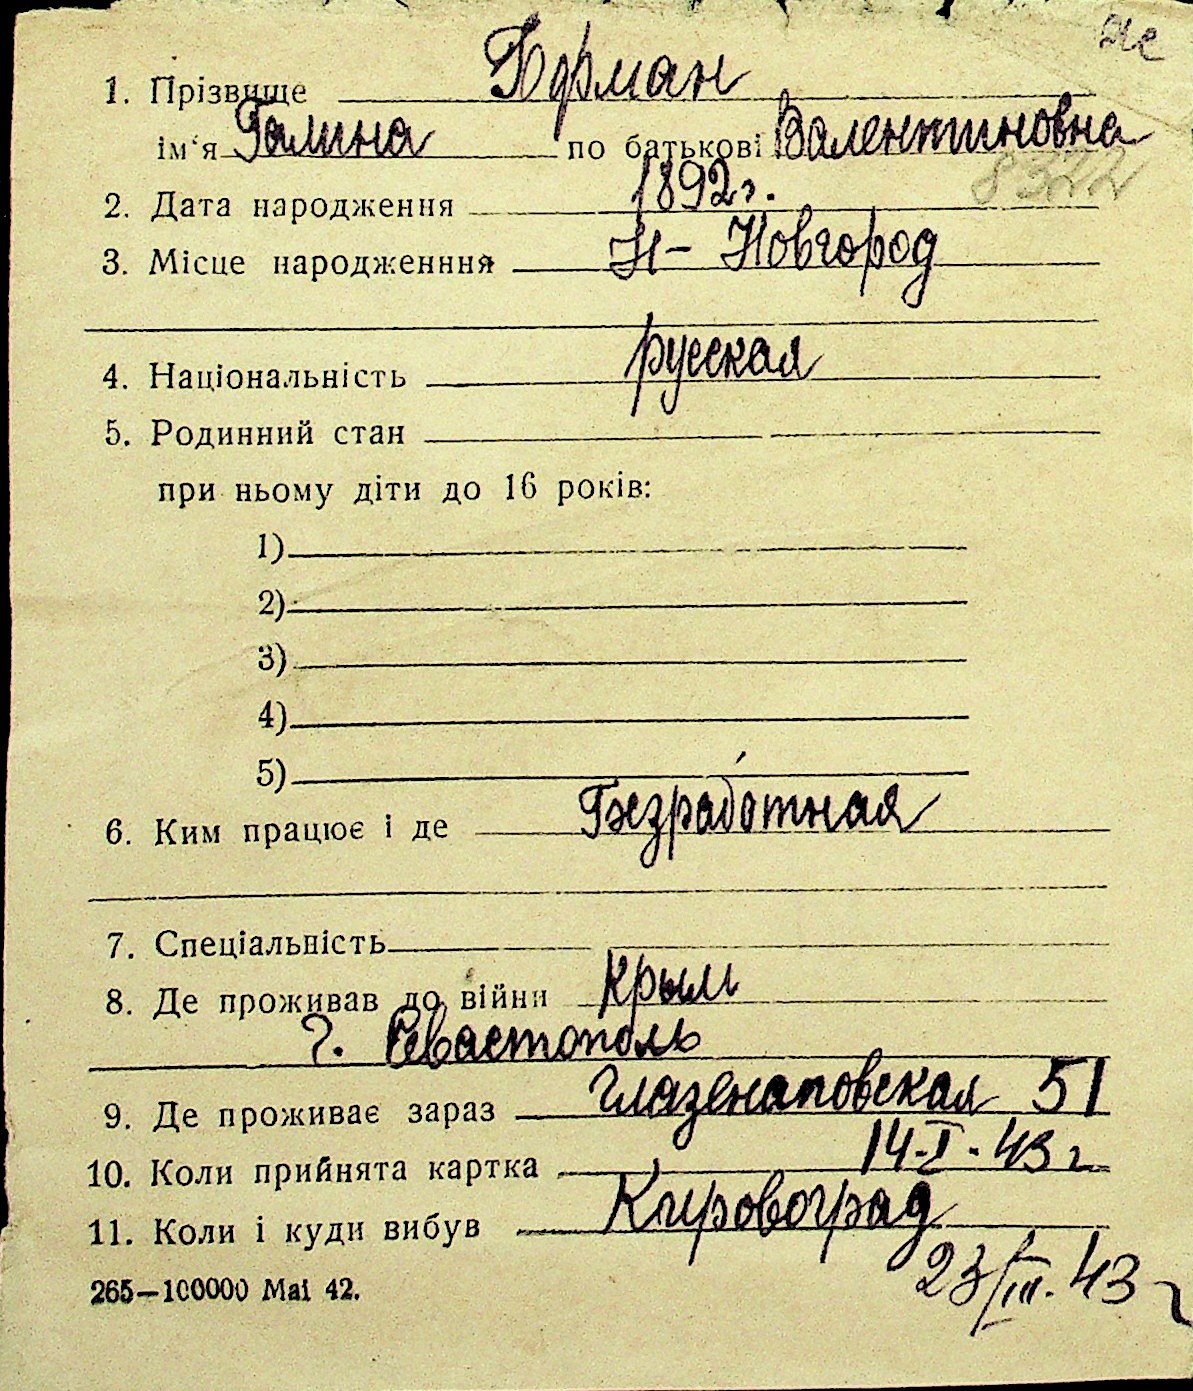 1. Прізвище Борман
ім‘я Галина по батькові Валентиновна
8322
2. Дата народження 1892 г.
3. Місце народженння Н-Новгород
4. Національність русская
5. Родинний стан
при ньому діти до 16 років:
1)
2)
3)
4)
5)
6. Ким працює і де Безработная
7. Спеціальність
8. Де проживав до війни Крым
г. Севастополь
9. Де проживає зараз Глазенаповская 51
10. Коли прийнята картка 14-I-43 г
11. Коли і куди вибув Кировоград
265—100000 Mai 42. 23/III. 43 г